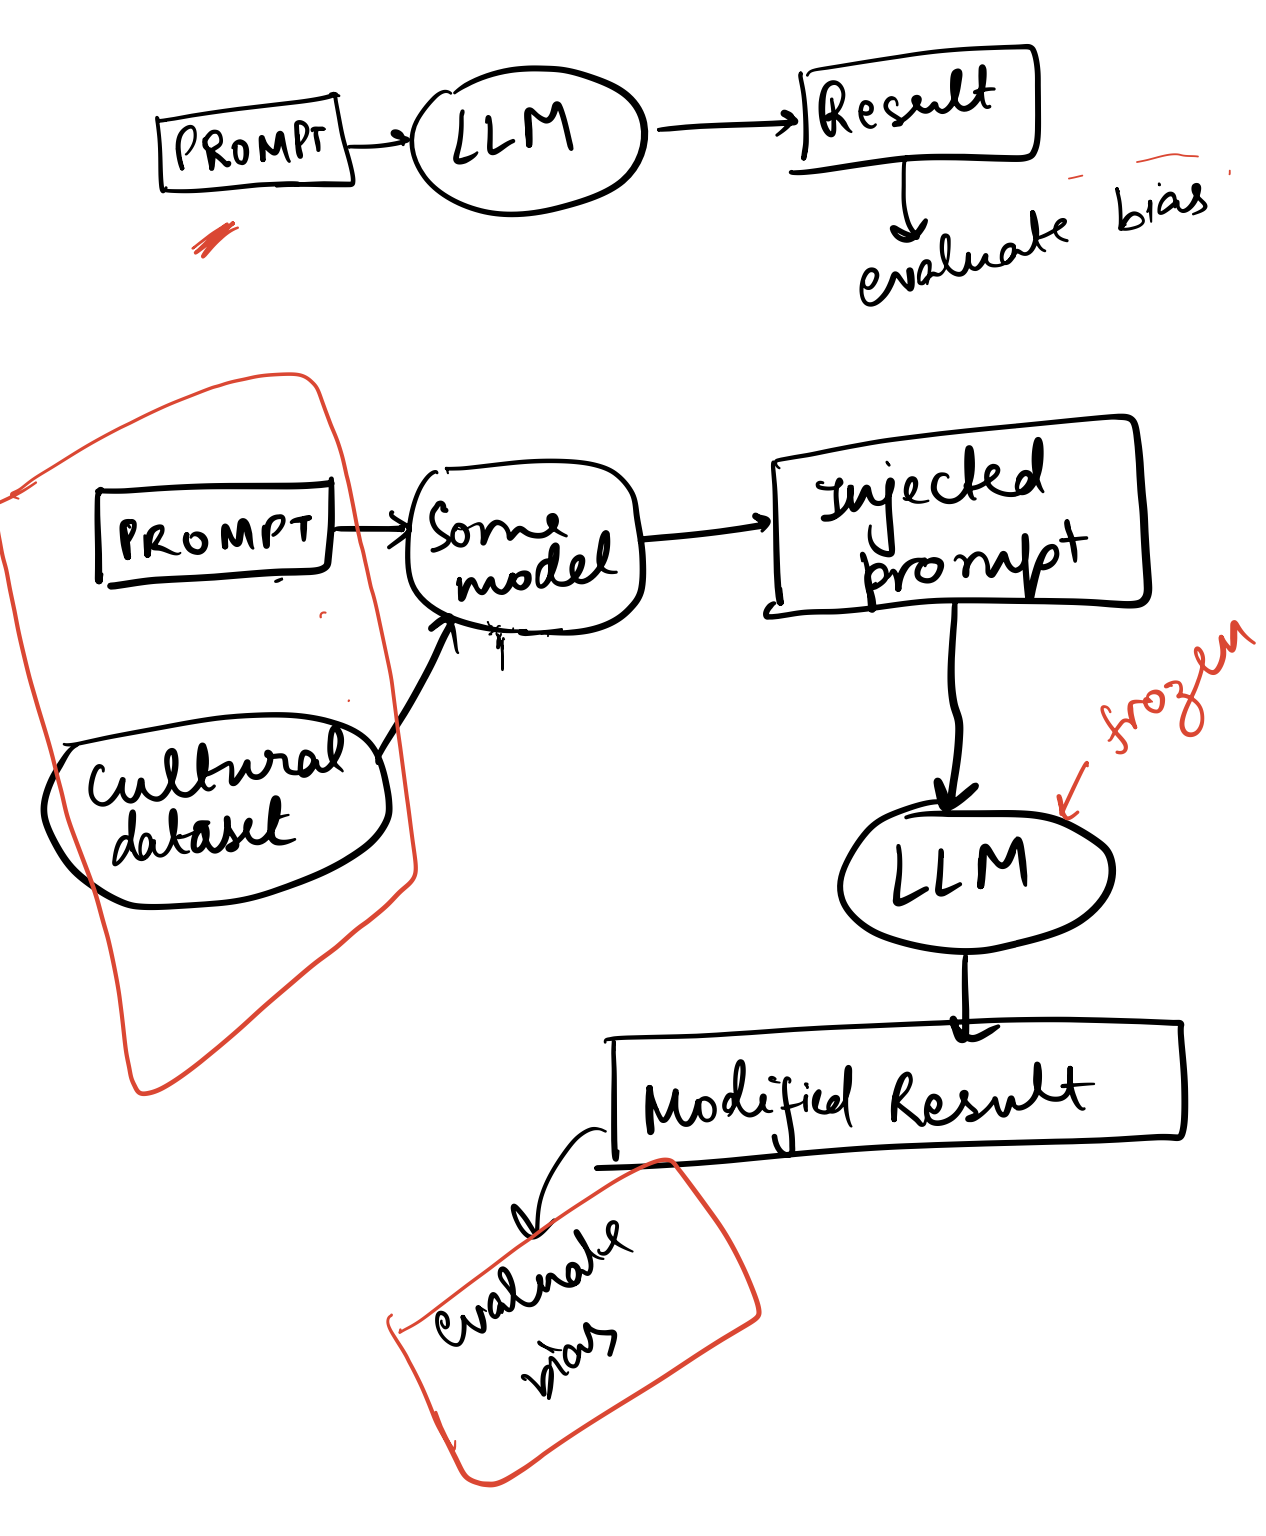 PROMPT
LLM
Result
evaluate bias
PROMPT
Some
model
Injected
prompt
frozen
Cultural
dataset
LLM
Modified Result
evaluate
bias